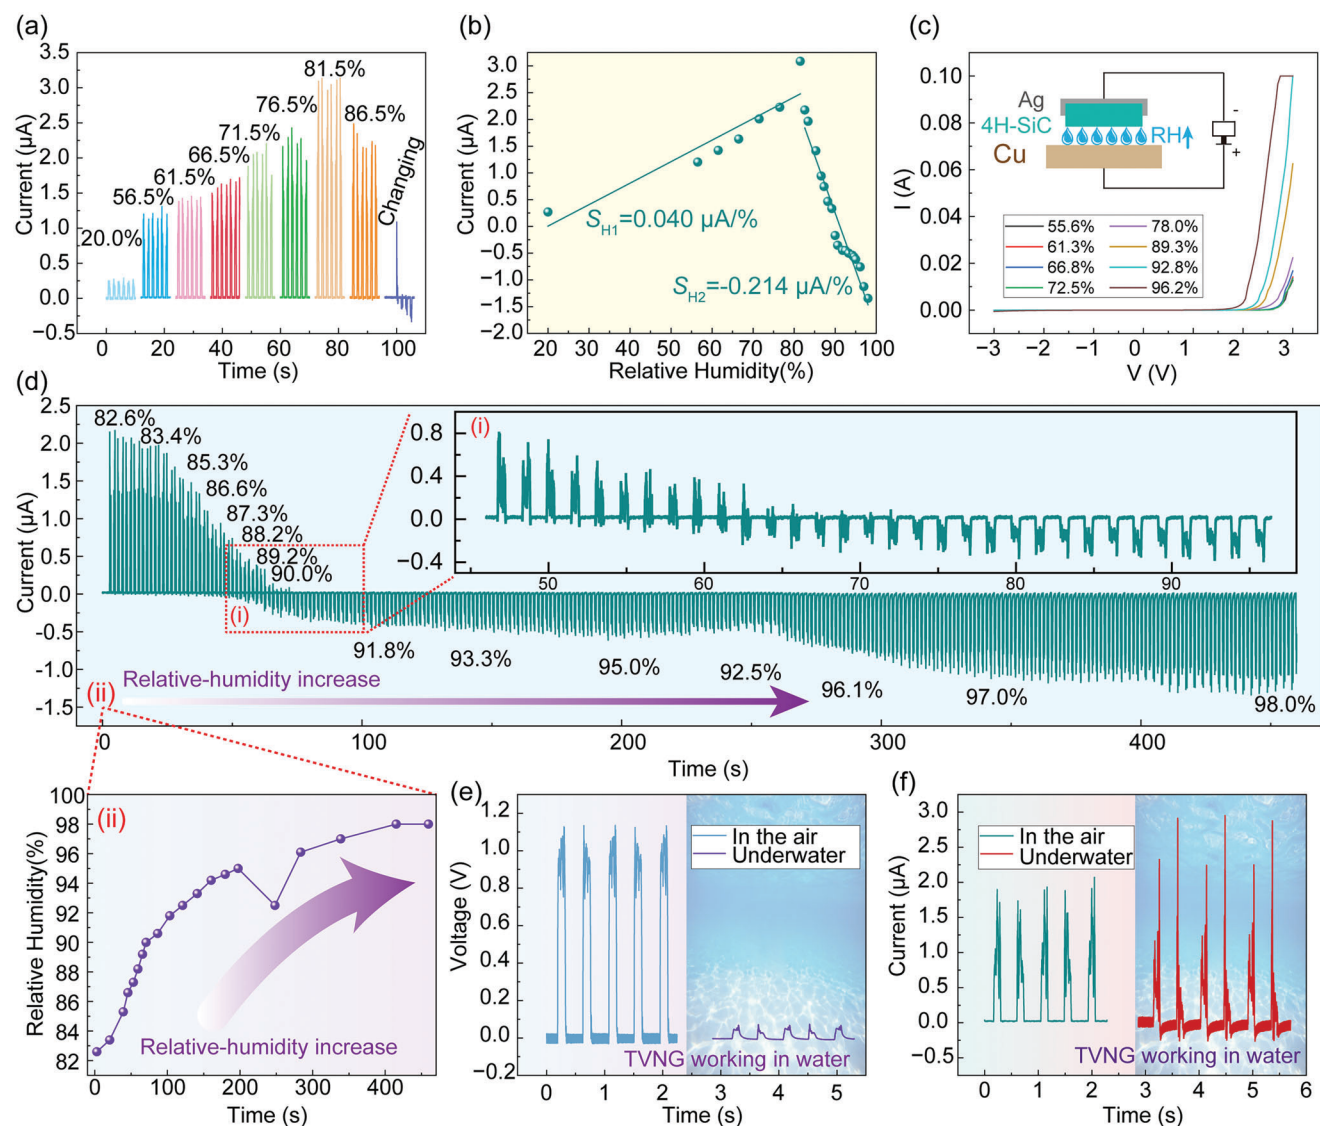 (a)
Current (μA)
3.5
3.0
2.5
2.0
1.5
1.0
0.5
0.0
−0.5
20.0%
56.5%
61.5%
66.5%
71.5%
76.5%
81.5%
86.5%
Changing
0 20 40 60 80 100
Time (s)
(b)
Current (μA)
3.0
2.5
2.0
1.5
1.0
0.5
0.0
−0.5
−1.0
−1.5
−2.0
SH1=0.040 μA/%
SH2=-0.214 μA/%
20 30 40 50 60 70 80 90 100
Relative Humidity(%)
(c)
I (A)
0.10
0.08
0.06
0.04
0.02
0.00
Ag
4H-SiC
Cu
RH
-
+
55.6% 78.0%
61.3% 89.3%
66.8% 92.8%
72.5% 96.2%
−3 −2 −1 0 1 2 3
V (V)
(d)
Current (μA)
2.5
2.0
1.5
1.0
0.5
0.0
−0.5
−1.0
−1.5
82.6%
83.4%
85.3%
86.6%
87.3%
88.2%
89.2%
90.0%
(i)
91.8%
93.3%
95.0%
92.5%
96.1%
97.0%
98.0%
Relative-humidity increase
(ii)
(i)
0.8
0.4
0.0
−0.4
50 60 70 80 90
0 100 200 300 400
Time (s)
(ii)
Relative Humidity(%)
100
98
96
94
92
90
88
86
84
82
Relative-humidity increase
0 100 200 300 400
Time (s)
(e)
Voltage (V)
1.2
1.0
0.8
0.6
0.4
0.2
0.0
−0.2
In the air
Underwater
TVNG working in water
0 1 2 3 4 5
Time (s)
(f)
Current (μA)
3.0
2.5
2.0
1.5
1.0
0.5
0.0
−0.5
In the air
Underwater
TVNG working in water
0 1 2 3 4 5 6
Time (s)